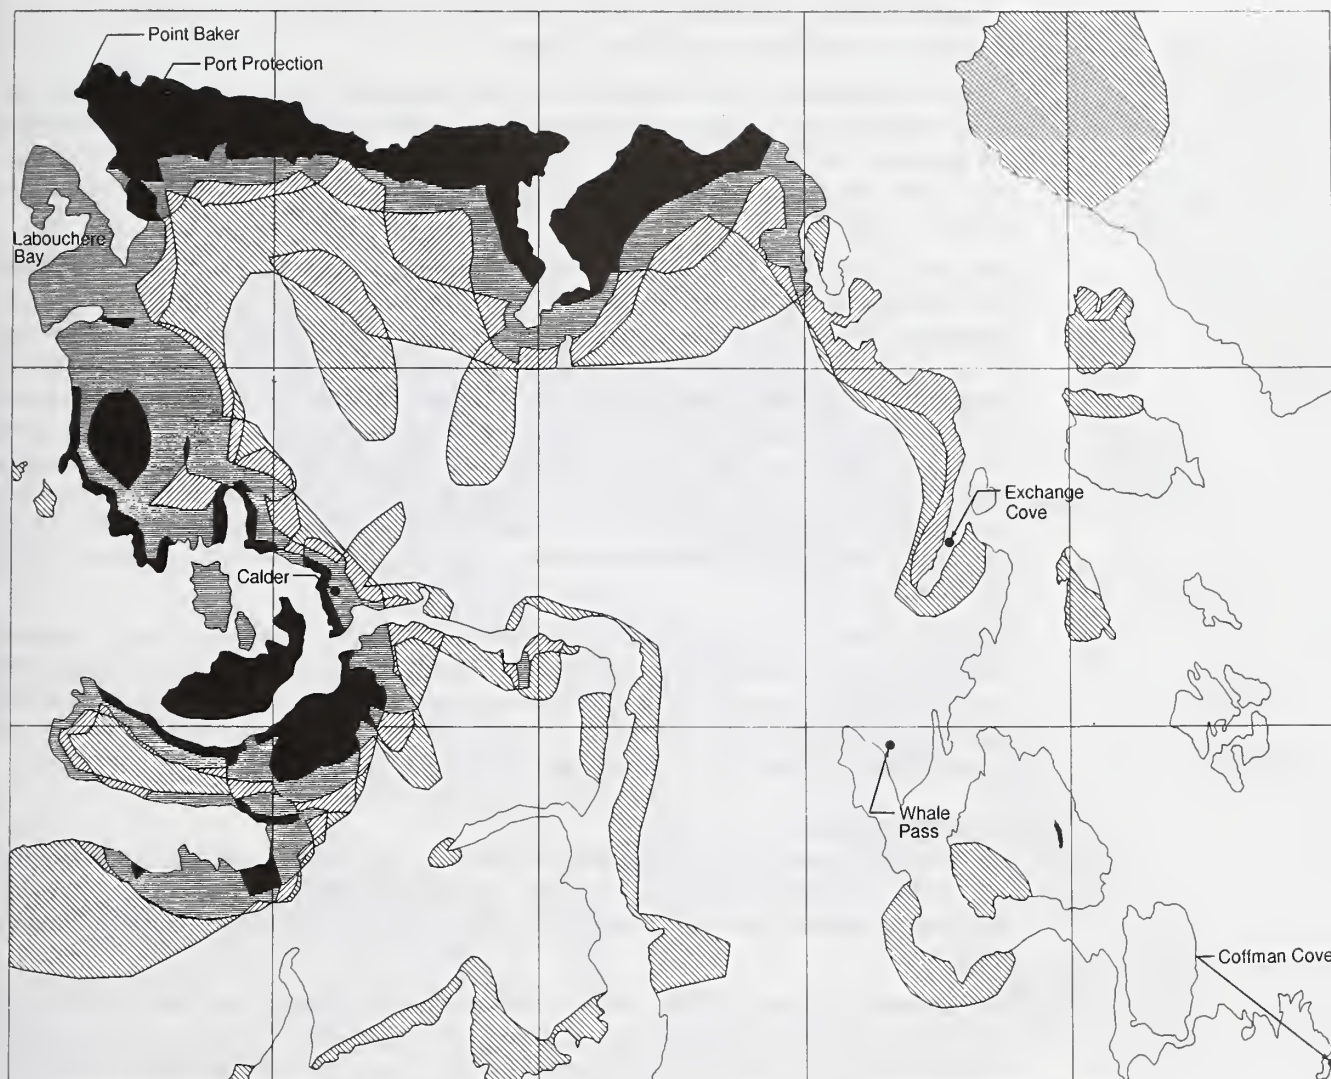 Point Baker
Port Protection
Labouchere
Bay
Exchange
Cove
Calder
Whale
Pass
Coffman Cove